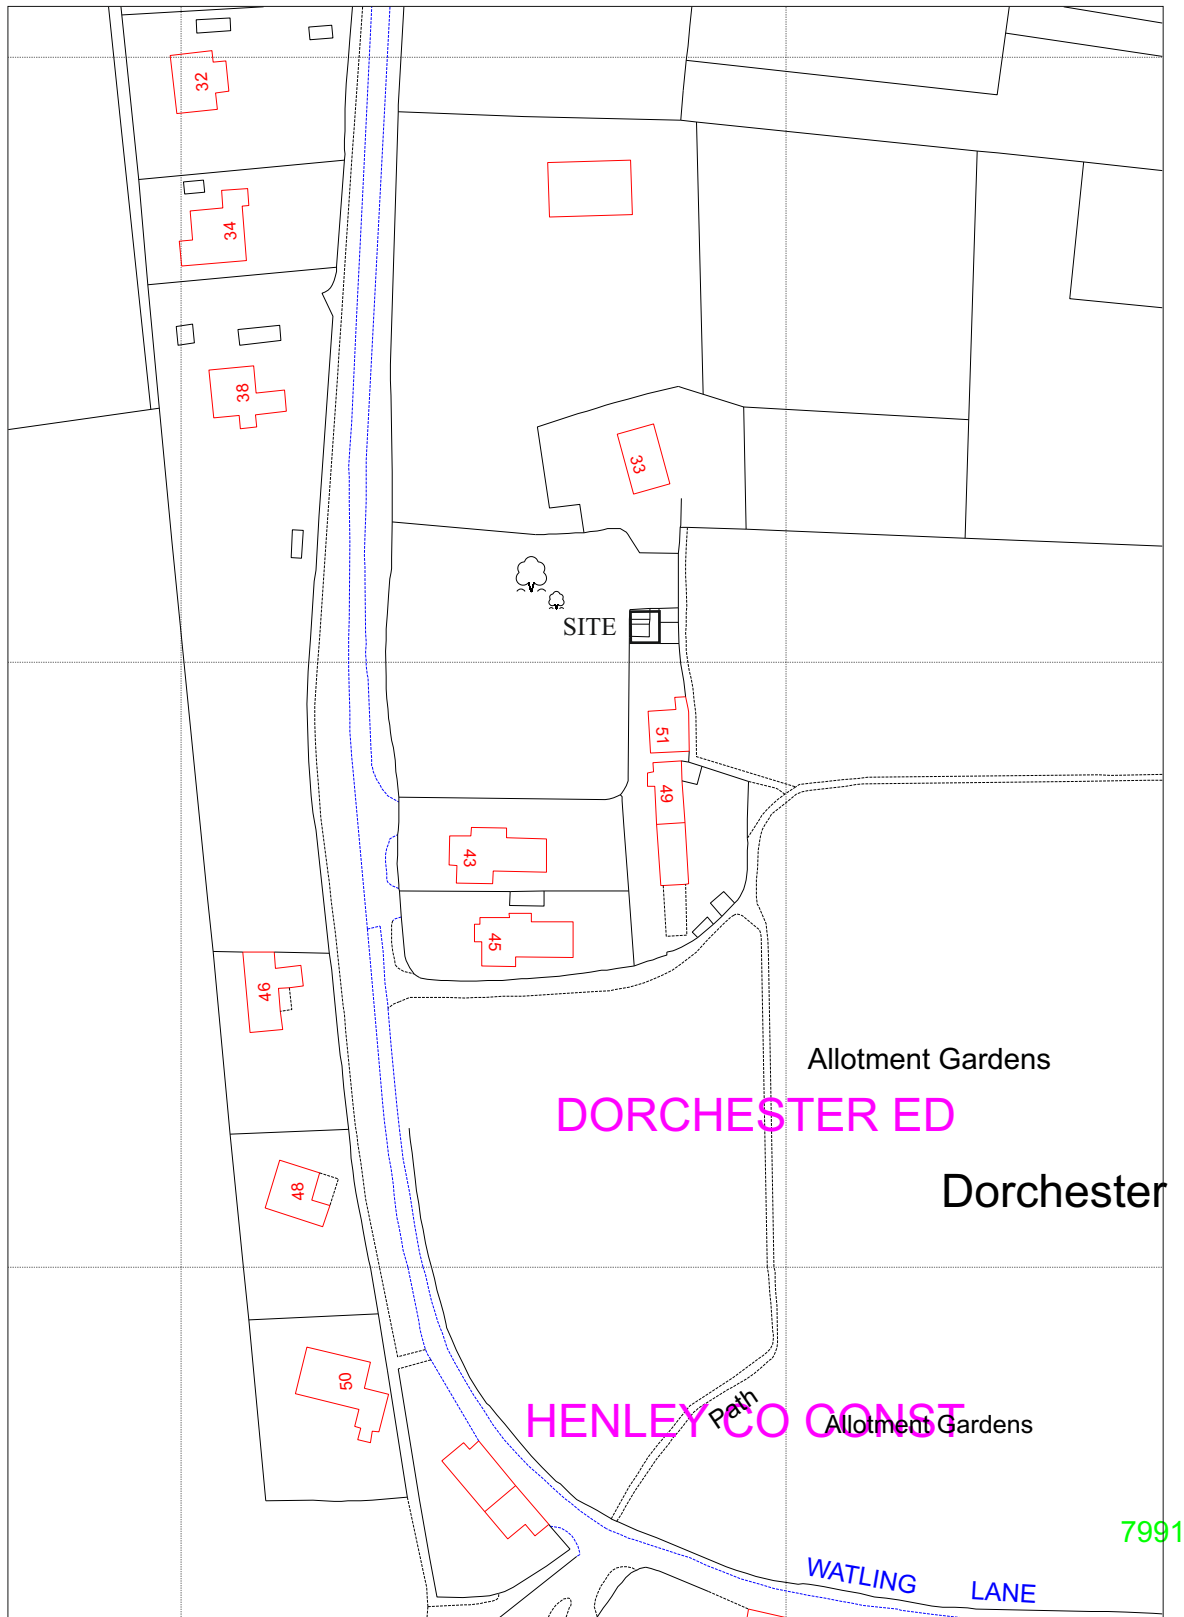 32
34
38
33
SITE
51
49
43
45
46
Allotment Gardens
DORCHESTER ED
48
Dorchester
50
Path
HENLEY CO CONST
Allotment Gardens
7991
WATLING LANE